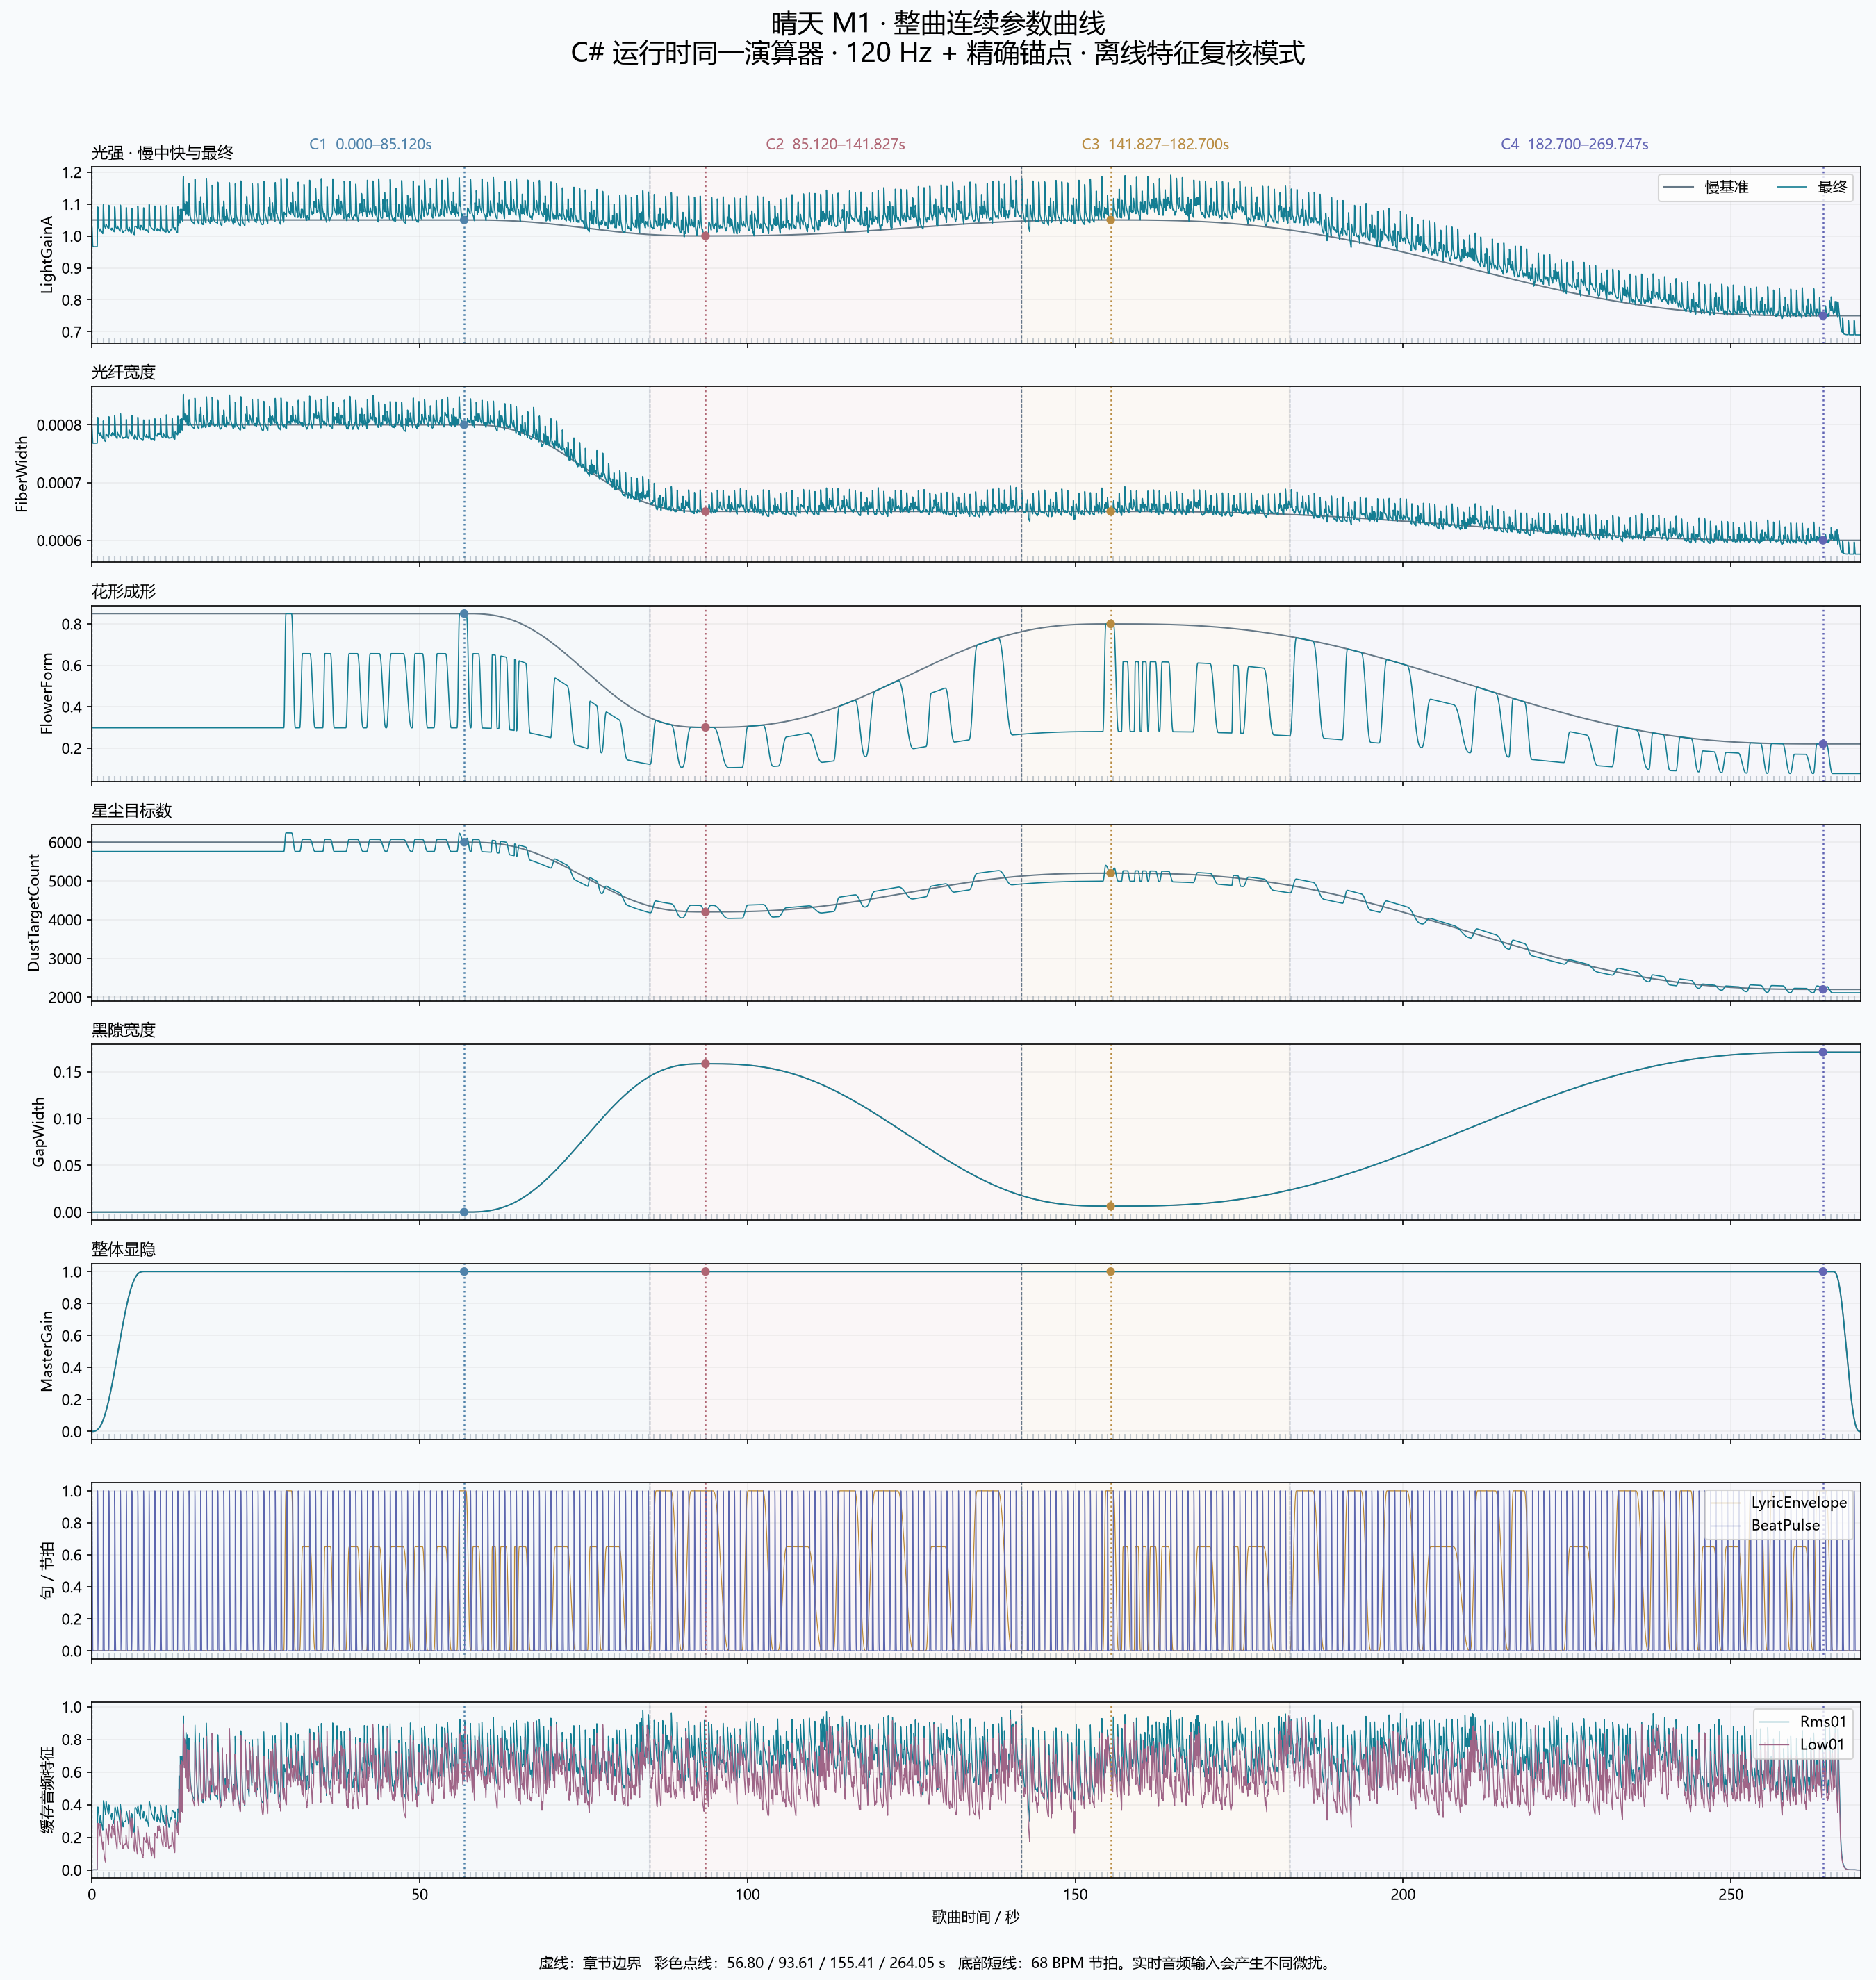 晴天 M1 · 整曲连续参数曲线
C# 运行时同一演算器 · 120 Hz + 精确锚点 · 离线特征复核模式
C1 0.000–85.120s
C2 85.120–141.827s
C3 141.827–182.700s
C4 182.700–269.747s
光强 · 慢中快与最终
LightGainA
1.2
1.1
1.0
0.9
0.8
0.7
慢基准
最终
光纤宽度
FiberWidth
0.0008
0.0007
0.0006
花形成形
FlowerForm
0.8
0.6
0.4
0.2
星尘目标数
DustTargetCount
6000
5000
4000
3000
2000
黑隙宽度
GapWidth
0.15
0.10
0.05
0.00
整体显隐
MasterGain
1.0
0.8
0.6
0.4
0.2
0.0
句 / 节拍
1.0
0.8
0.6
0.4
0.2
0.0
LyricEnvelope
BeatPulse
缓存音频特征
1.0
0.8
0.6
0.4
0.2
0.0
Rms01
Low01
0
50
100
150
200
250
歌曲时间 / 秒
虚线：章节边界 彩色点线：56.80 / 93.61 / 155.41 / 264.05 s 底部短线：68 BPM 节拍。实时音频输入会产生不同微扰。